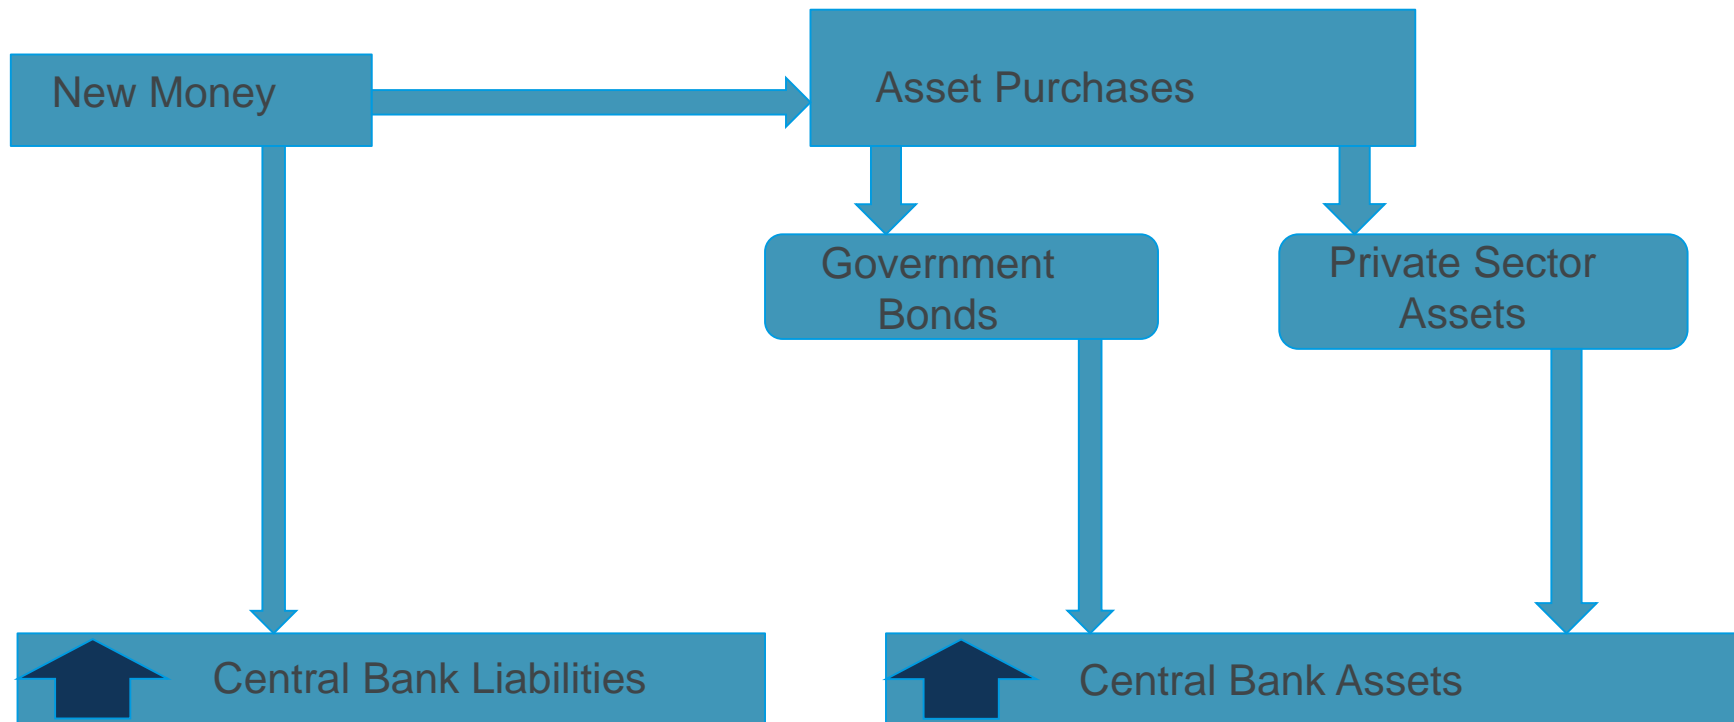 New Money
Asset Purchases
Government
Bonds
Private Sector
Assets
Central Bank Liabilities
Central Bank Assets